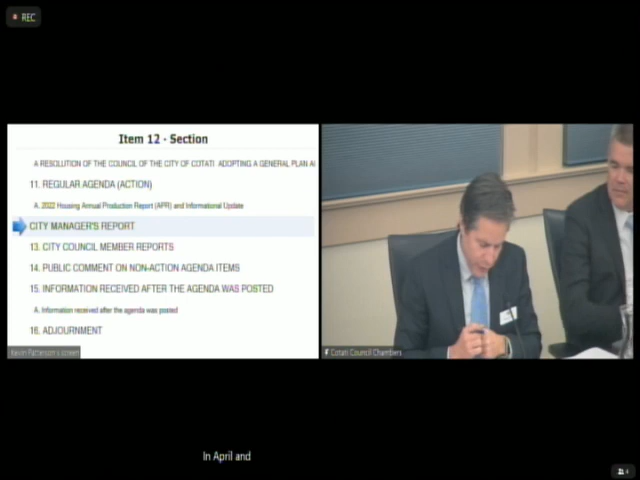 REC
Item 12 - Section
A RESOLUTION OF THE COUNCIL OF THE CITY OF COTATI ADOPTING A GENERAL PLAN A
11. REGULAR AGENDA (ACTION)
A. 2022 Housing Annual Production Report (APR) and Informational Update
CITY MANAGER'S REPORT
13. CITY COUNCIL MEMBER REPORTS
14. PUBLIC COMMENT ON NON-ACTION AGENDA ITEMS
15. INFORMATION RECEIVED AFTER THE AGENDA WAS POSTED
A. Information received after the agenda was posted
16. ADJOURNMENT
Kevin Patterson's screen
Cotati Council Chambers
In April and
4